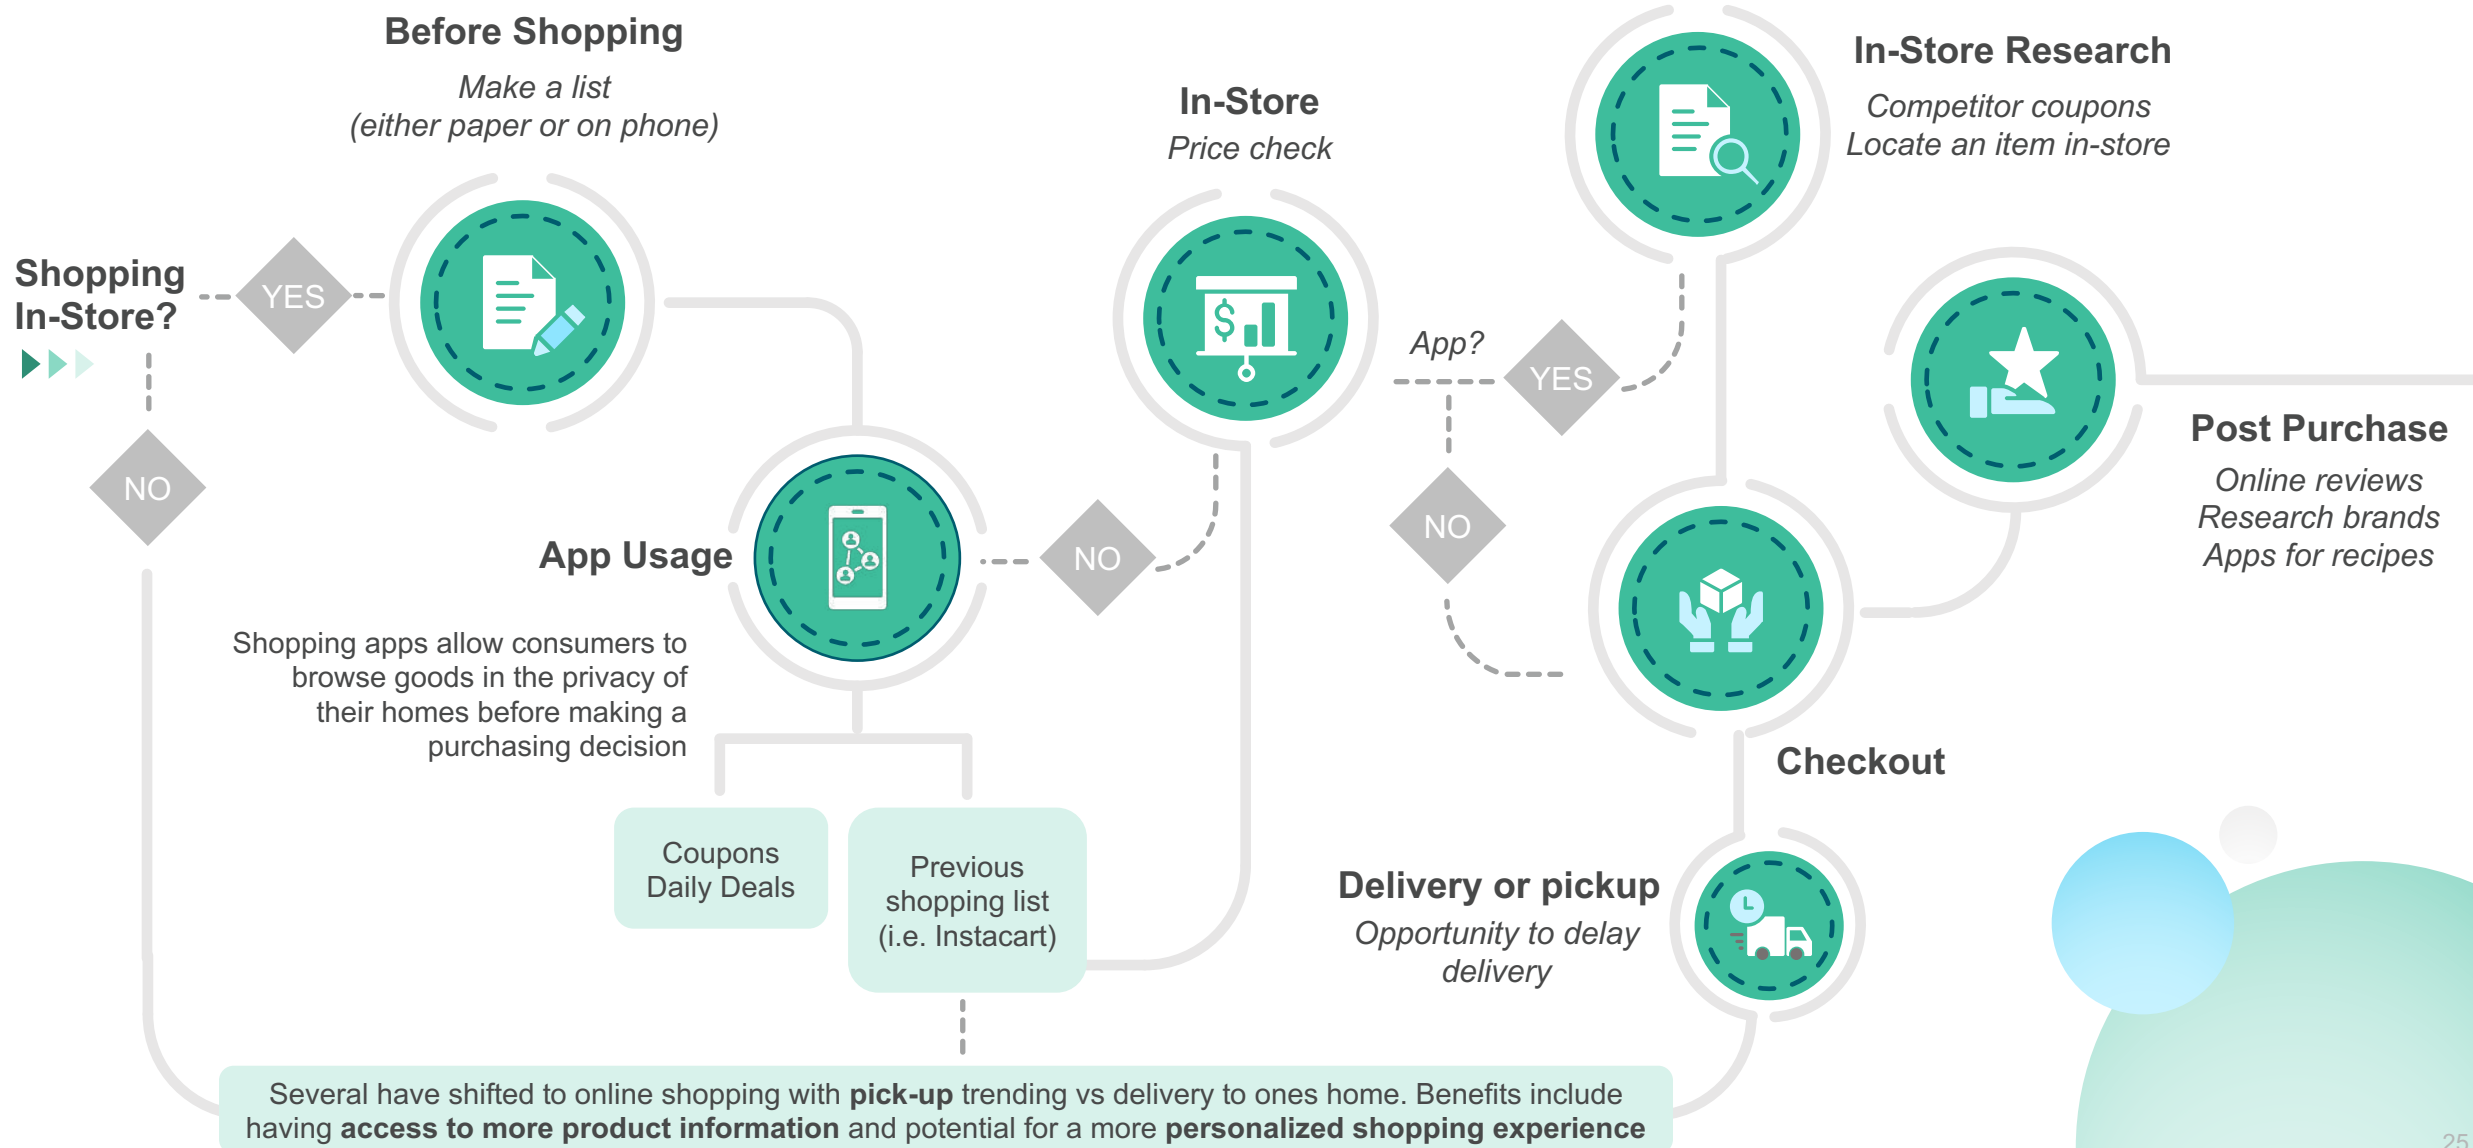 Before Shopping
Make a list
(either paper or on phone)
Shopping
In-Store?
YES
NO
App Usage
Shopping apps allow consumers to
browse goods in the privacy of
their homes before making a
purchasing decision
Coupons
Daily Deals
Previous
shopping list
(i.e. Instacart)
NO
In-Store
Price check
$
App?
YES
NO
In-Store Research
Competitor coupons
Locate an item in-store
Checkout
Delivery or pickup
Opportunity to delay
delivery
Post Purchase
Online reviews
Research brands
Apps for recipes
Several have shifted to online shopping with pick-up trending vs delivery to ones home. Benefits include
having access to more product information and potential for a more personalized shopping experience
25